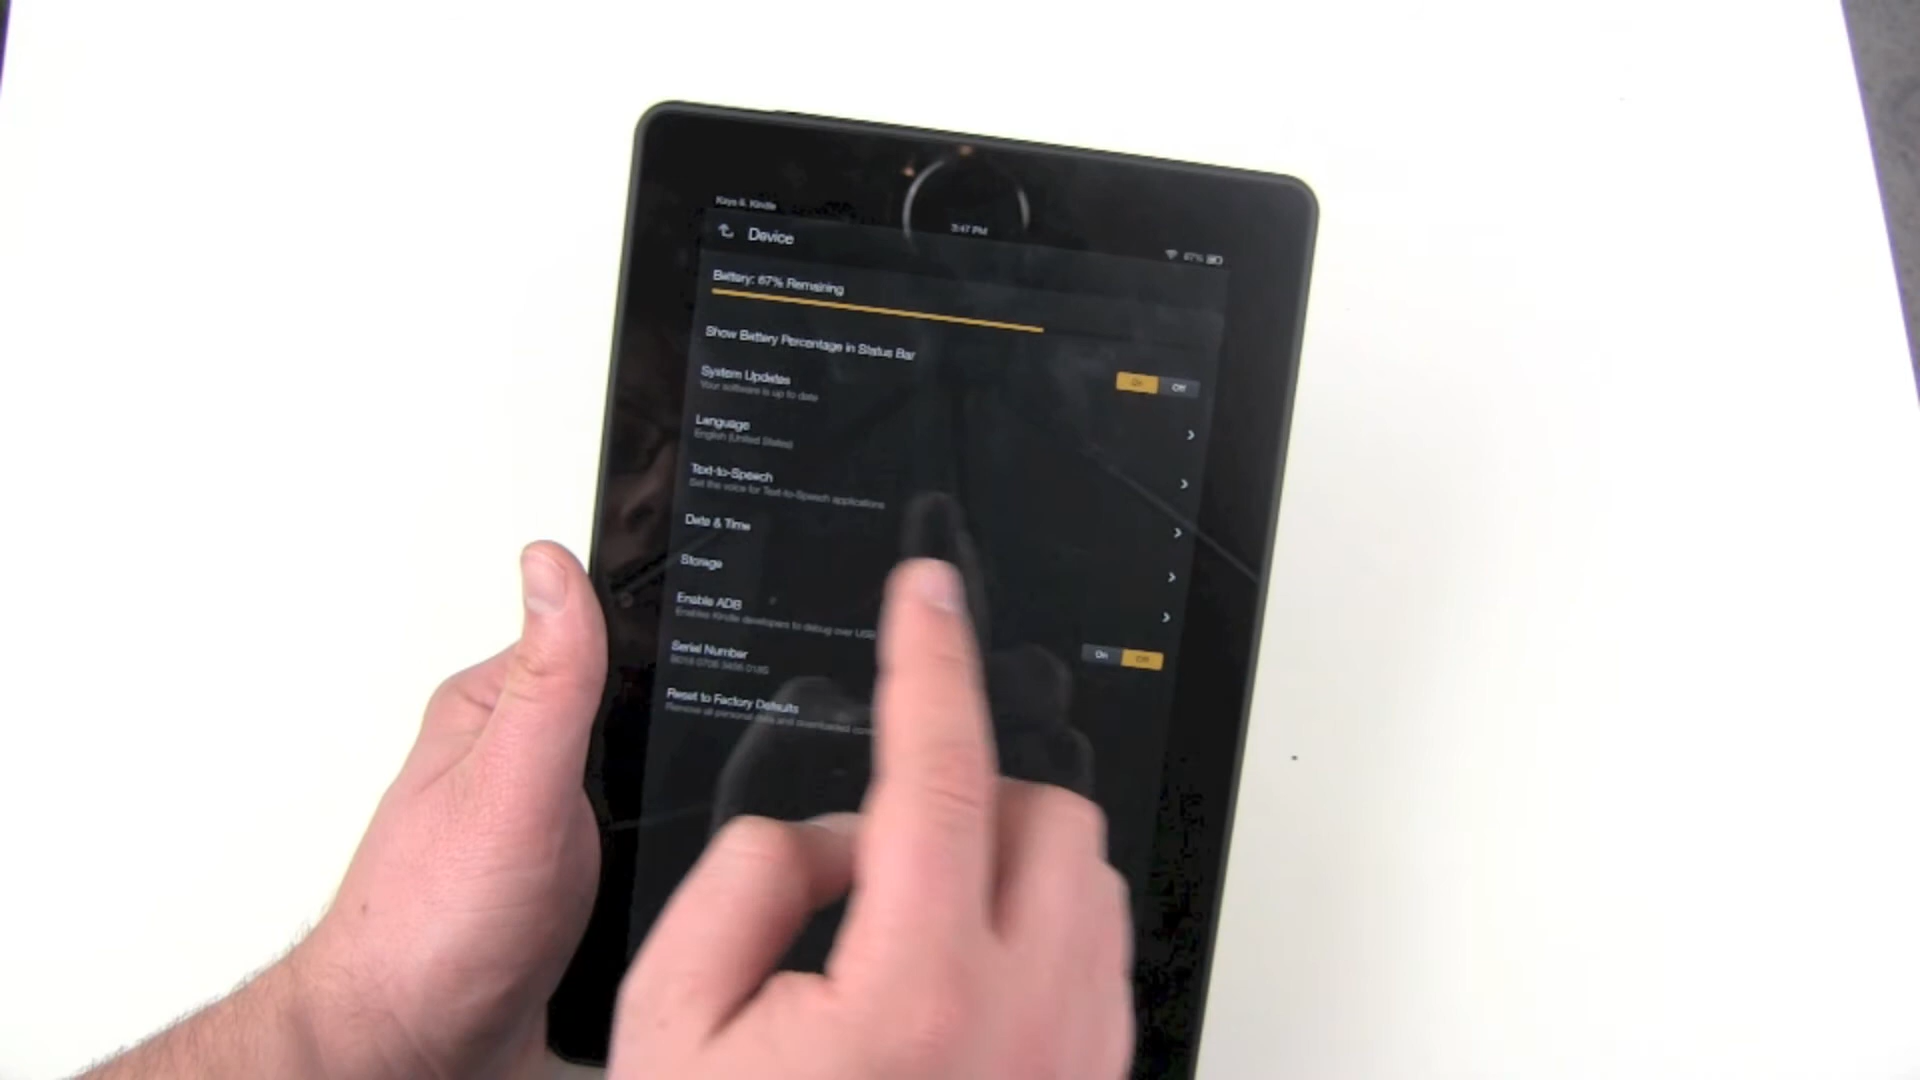 Kaya's Kindle
3:47 PM
67%
Device
Battery: 67% Remaining
Show Battery Percentage in Status Bar
On Off
System Updates
Your software is up to date
Language
English (United States)
Text-to-Speech
Set the voice for Text-to-Speech applications
Date & Time
Storage
Enable ADB
Enables Kindle developers to debug over USB
On Off
Serial Number
Reset to Factory Defaults
Remove all personal data and downloaded